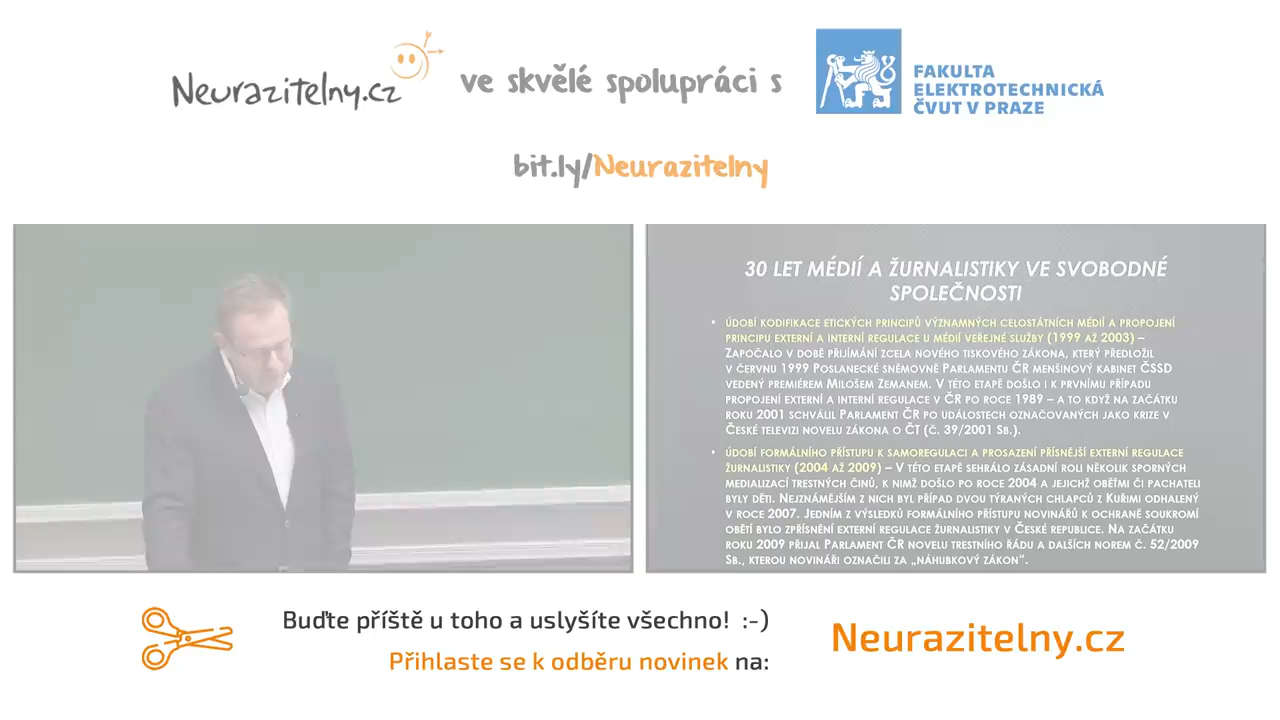 Neurazitelny.cz ve skvělé spolupráci s
FAKULTA
ELEKTROTECHNICKÁ
ČVUT V PRAZE
bit.ly/Neurazitelny
30 LET MÉDIÍ A ŽURNALISTIKY VE SVOBODNÉ
SPOLEČNOSTI
• ÚDOBÍ KODIFIKACE ETICKÝCH PRINCIPŮ VÝZNAMNÝCH CELOSTÁTNÍCH MÉDIÍ A PROPOJENÍ
PRINCIPU EXTERNÍ A INTERNÍ REGULACE U MÉDIÍ VEŘEJNÉ SLUŽBY (1999 AŽ 2003) –
ZAPOČALO V DOBĚ PŘIJÍMÁNÍ ZCELA NOVÉHO TISKOVÉHO ZÁKONA, KTERÝ PŘEDLOŽIL
V ČERVNU 1999 POSLANECKÉ SNĚMOVNĚ PARLAMENTU ČR MENŠINOVÝ KABINET ČSSD
VEDENÝ PREMIÉREM MILOŠEM ZEMANEM. V TÉTO ETAPĚ DOŠLO I K PRVNÍMU PŘÍPADU
PROPOJENÍ EXTERNÍ A INTERNÍ REGULACE V ČR PO ROCE 1989 – A TO KDYŽ NA ZAČÁTKU
ROKU 2001 SCHVÁLIL PARLAMENT ČR PO UDÁLOSTECH OZNAČOVANÝCH JAKO KRIZE V
ČESKÉ TELEVIZI NOVELU ZÁKONA O ČT (Č. 39/2001 SB.).
• ÚDOBÍ FORMÁLNÍHO PŘÍSTUPU K SAMOREGULACI A PROSAZENÍ PŘÍSNĚJŠÍ EXTERNÍ REGULACE
ŽURNALISTIKY (2004 AŽ 2009) – V TÉTO ETAPĚ SEHRÁLO ZÁSADNÍ ROLI NĚKOLIK SPORNÝCH
MEDIALIZACÍ TRESTNÝCH ČINŮ, K NIMŽ DOŠLO PO ROCE 2004 A JEJICHŽ OBĚŤMI ČI PACHATELI
BYLY DĚTI. NEJZNÁMĚJŠÍM Z NICH BYL PŘÍPAD DVOU TÝRANÝCH CHLAPCŮ Z KUŘIMI ODHALENÝ
V ROCE 2007. JEDNÍM Z VÝSLEDKŮ FORMÁLNÍHO PŘÍSTUPU NOVINÁŘŮ K OCHRANĚ SOUKROMÍ
OBĚTÍ BYLO ZPŘÍSNĚNÍ EXTERNÍ REGULACE ŽURNALISTIKY V ČESKÉ REPUBLICE. NA ZAČÁTKU
ROKU 2009 PŘIJAL PARLAMENT ČR NOVELU TRESTNÍHO ŘÁDU A DALŠÍCH NOREM Č. 52/2009
SB., KTEROU NOVINÁŘI OZNAČILI ZA „NÁHUBKOVÝ ZÁKON“.
Buďte příště u toho a uslyšíte všechno! :-)
Přihlaste se k odběru novinek na:
Neurazitelny.cz